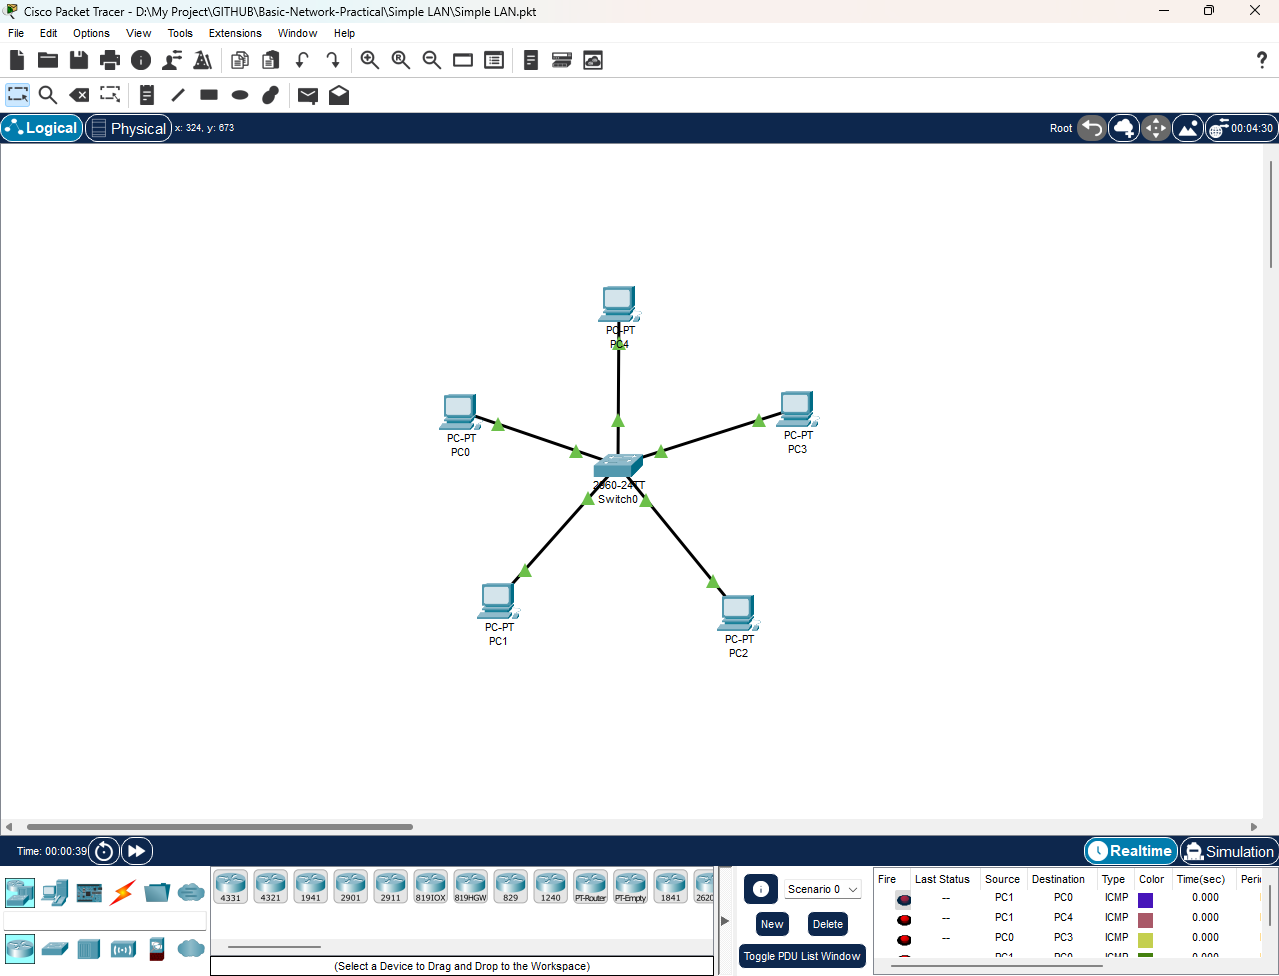 Cisco Packet Tracer - D:\My Project\GITHUB\Basic-Network-Practical\Simple LAN\Simple LAN.pkt
File Edit Options View Tools Extensions Window Help
Logical Physical x: 324, y: 673 Root 00:04:30
PC-PT
PC4
PC-PT
PC0
PC-PT
PC3
2960-24TT
Switch0
PC-PT
PC1
PC-PT
PC2
Time: 00:00:39 Realtime Simulation
4331 4321 1941 2901 2911 819IOX 819HGW 829 1240 PT-Router PT-Empty 1841 2620
(Select a Device to Drag and Drop to the Workspace)
Scenario 0
New Delete
Toggle PDU List Window
Fire Last Status Source Destination Type Color Time(sec) Peri
-- PC1 PC0 ICMP 0.000
-- PC1 PC4 ICMP 0.000
-- PC0 PC3 ICMP 0.000
-- PC1 PC0 ICMP 0.000